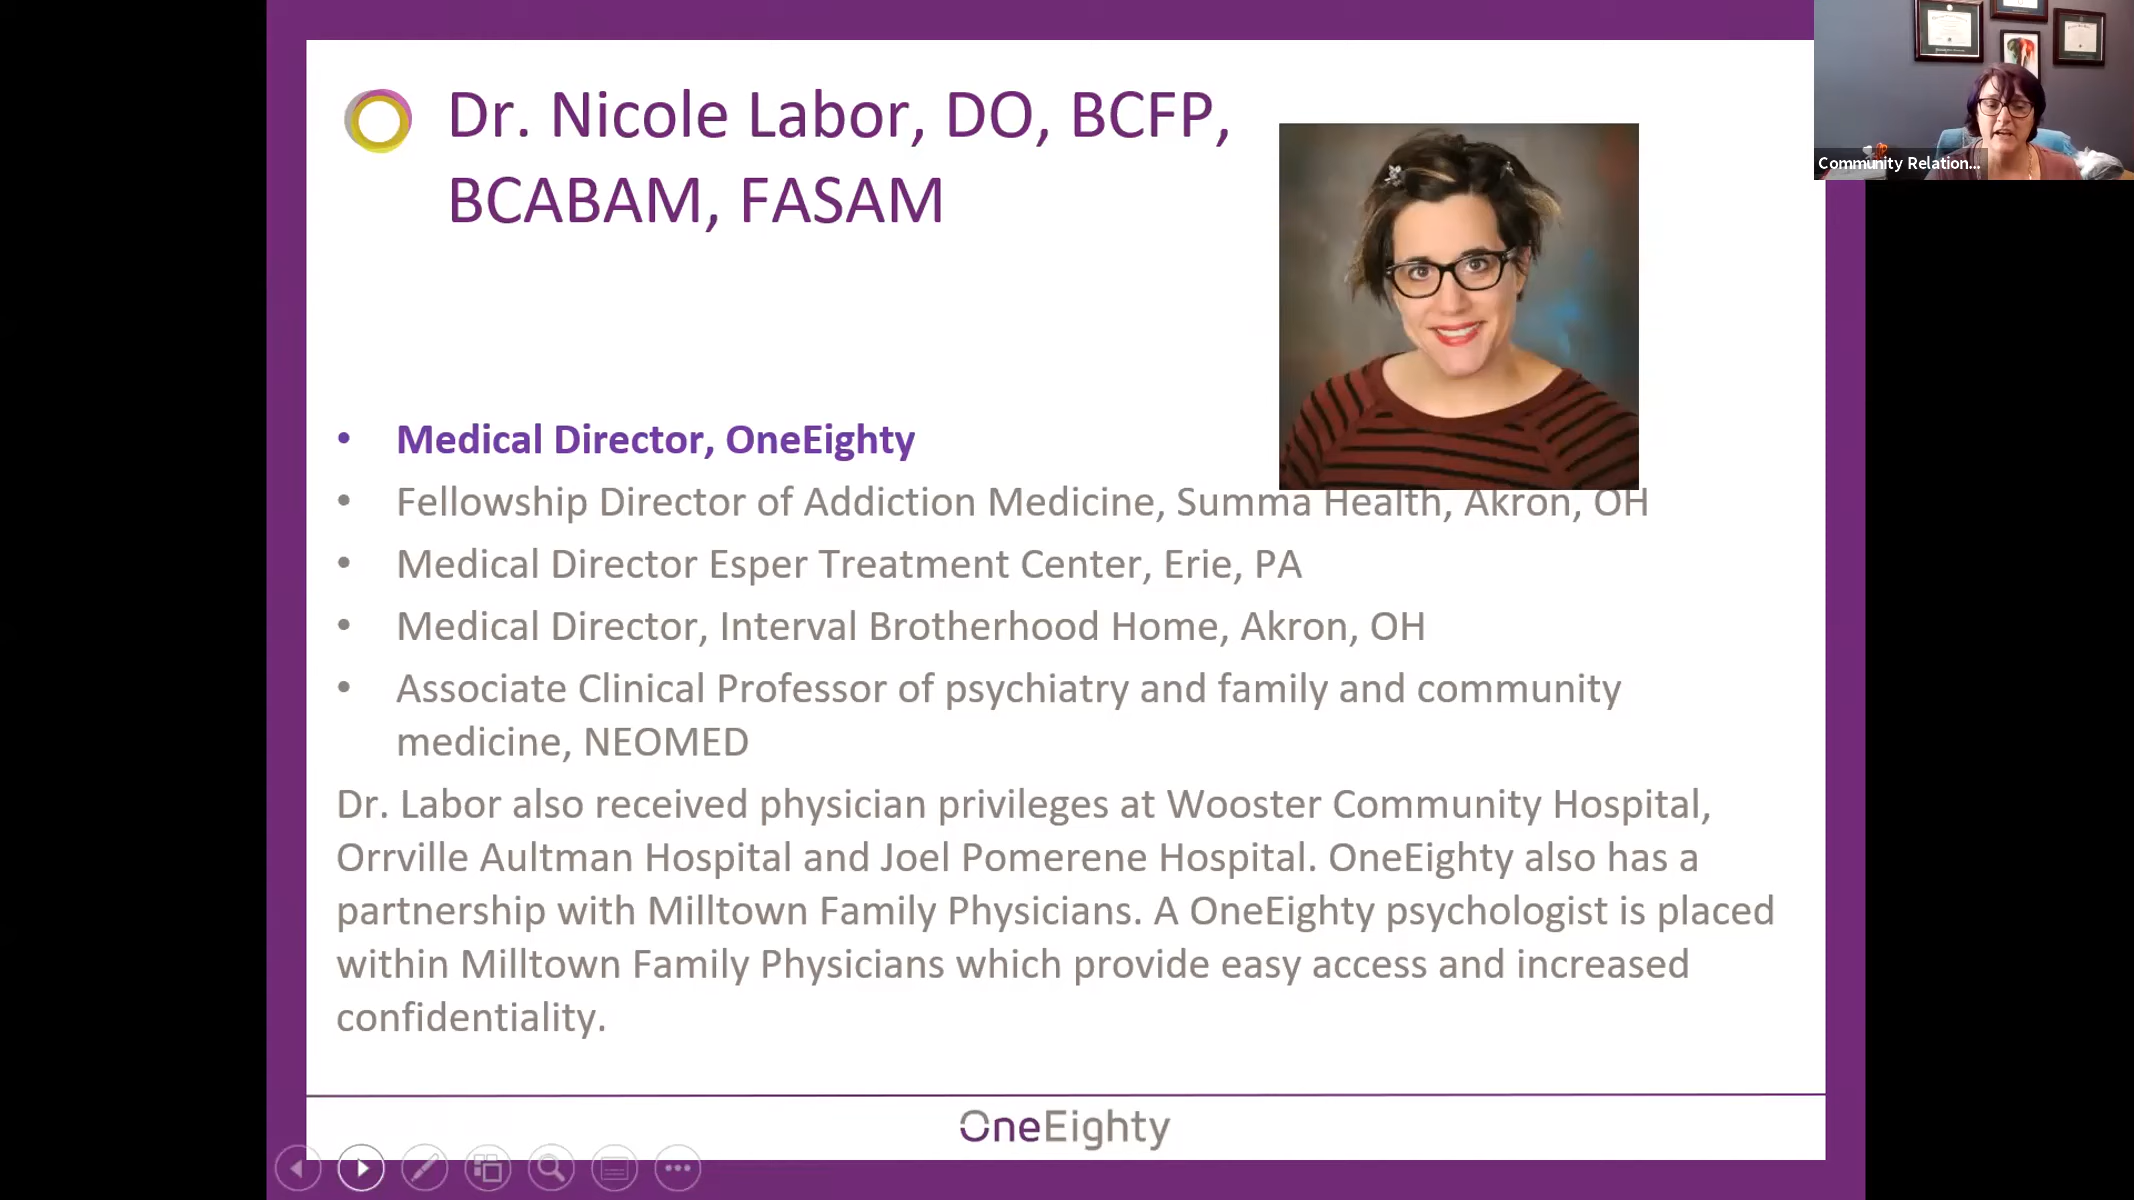 Dr. Nicole Labor, DO, BCFP,
BCABAM, FASAM
Community Relation...
• Medical Director, OneEighty
• Fellowship Director of Addiction Medicine, Summa Health, Akron, OH
• Medical Director Esper Treatment Center, Erie, PA
• Medical Director, Interval Brotherhood Home, Akron, OH
• Associate Clinical Professor of psychiatry and family and community
medicine, NEOMED
Dr. Labor also received physician privileges at Wooster Community Hospital,
Orrville Aultman Hospital and Joel Pomerene Hospital. OneEighty also has a
partnership with Milltown Family Physicians. A OneEighty psychologist is placed
within Milltown Family Physicians which provide easy access and increased
confidentiality.
OneEighty